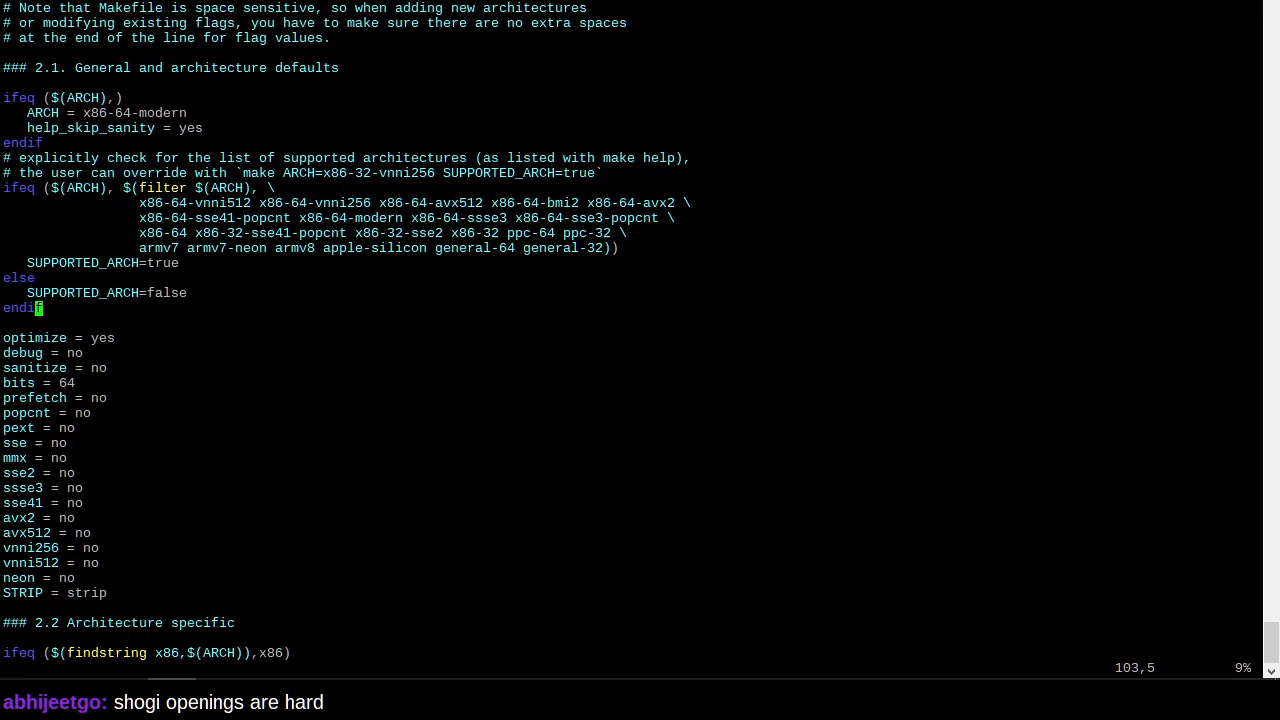 # Note that Makefile is space sensitive, so when adding new architectures
# or modifying existing flags, you have to make sure there are no extra spaces
# at the end of the line for flag values.
### 2.1. General and architecture defaults
ifeq ($(ARCH),)
ARCH = x86-64-modern
help_skip_sanity = yes
endif
# explicitly check for the list of supported architectures (as listed with make help),
# the user can override with `make ARCH=x86-32-vnni256 SUPPORTED_ARCH=true`
ifeq ($(ARCH), $(filter $(ARCH), \
x86-64-vnni512 x86-64-vnni256 x86-64-avx512 x86-64-bmi2 x86-64-avx2 \
x86-64-sse41-popcnt x86-64-modern x86-64-ssse3 x86-64-sse3-popcnt \
x86-64 x86-32-sse41-popcnt x86-32-sse2 x86-32 ppc-64 ppc-32 \
armv7 armv7-neon armv8 apple-silicon general-64 general-32))
SUPPORTED_ARCH=true
else
SUPPORTED_ARCH=false
endif
optimize = yes
debug = no
sanitize = no
bits = 64
prefetch = no
popcnt = no
pext = no
sse = no
mmx = no
sse2 = no
ssse3 = no
sse41 = no
avx2 = no
avx512 = no
vnni256 = no
vnni512 = no
neon = no
STRIP = strip
### 2.2 Architecture specific
ifeq ($(findstring x86,$(ARCH)),x86)
103,5 9%
abhijeetgo: shogi openings are hard